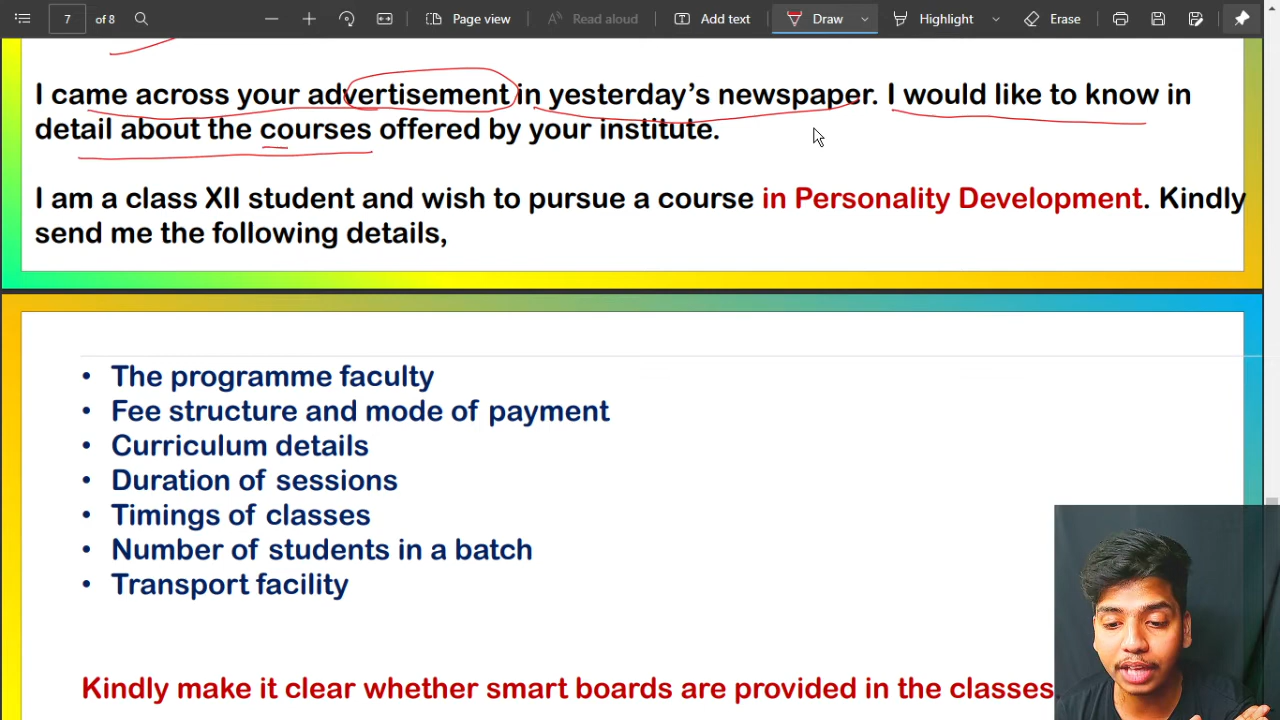 7 of 8 Page view Read aloud Add text Draw Highlight Erase
I came across your advertisement in yesterday's newspaper. I would like to know in
detail about the courses offered by your institute.
I am a class XII student and wish to pursue a course in Personality Development. Kindly
send me the following details,
• The programme faculty
• Fee structure and mode of payment
• Curriculum details
• Duration of sessions
• Timings of classes
• Number of students in a batch
• Transport facility
Kindly make it clear whether smart boards are provided in the classes.